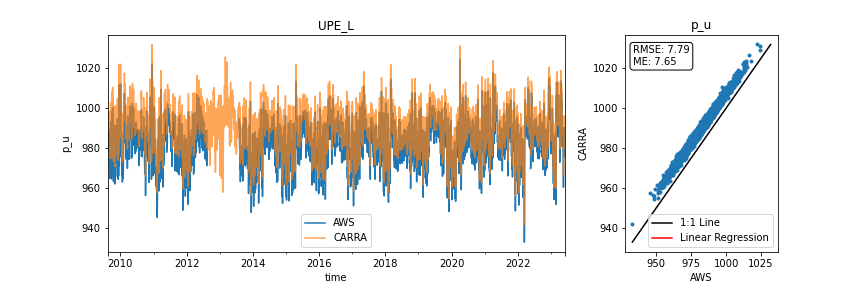 UPE_L
p_u
1020
1000
980
960
940
2010
2012
2014
2016
2018
2020
2022
time
AWS
CARRA
p_u
CARRA
1020
1000
980
960
940
RMSE: 7.79
ME: 7.65
1:1 Line
Linear Regression
950
975
1000
1025
AWS